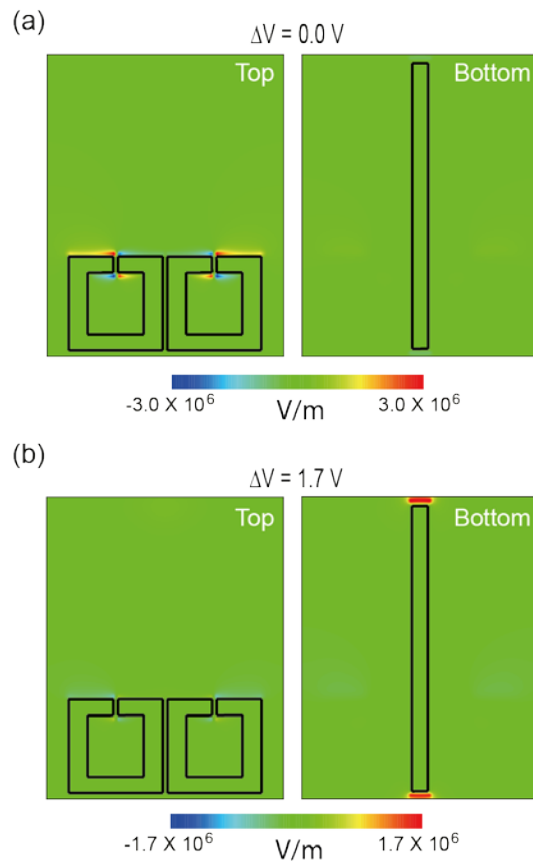 (a)
ΔV = 0.0 V
Top
Bottom
-3.0 X 10⁶
V/m
3.0 X 10⁶
(b)
ΔV = 1.7 V
Top
Bottom
-1.7 X 10⁶
V/m
1.7 X 10⁶